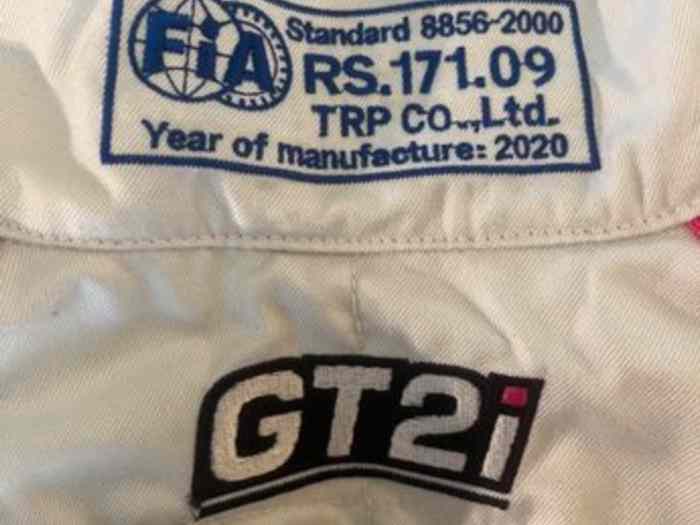 FIA
Standard 8856-2000
RS.171.09
TRP CO.,Ltd.
Year of manufacture: 2020
GT2i